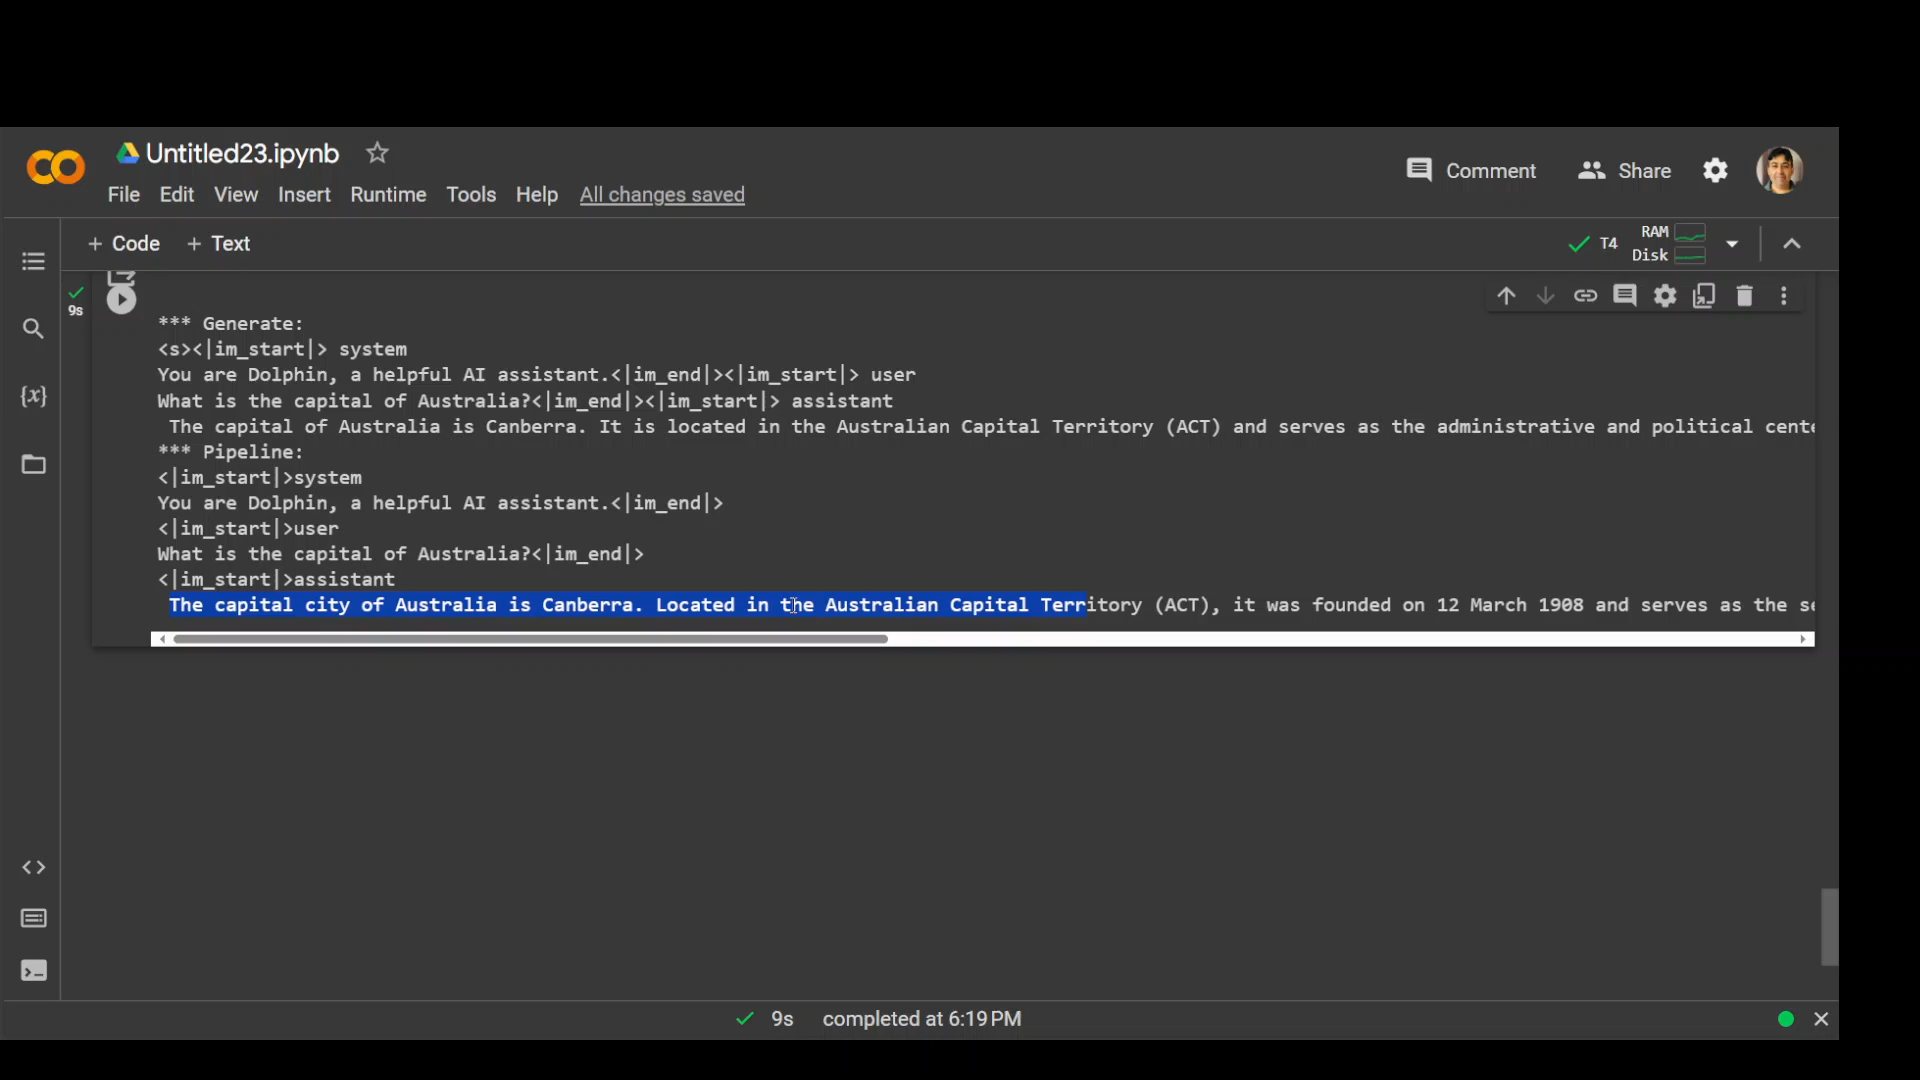 Untitled23.ipynb
File Edit View Insert Runtime Tools Help All changes saved
Comment Share
+ Code + Text
T4 RAM Disk
9s
*** Generate:
<s><|im_start|> system
You are Dolphin, a helpful AI assistant.<|im_end|><|im_start|> user
What is the capital of Australia?<|im_end|><|im_start|> assistant
The capital of Australia is Canberra. It is located in the Australian Capital Territory (ACT) and serves as the administrative and political
*** Pipeline:
<|im_start|>system
You are Dolphin, a helpful AI assistant.<|im_end|>
<|im_start|>user
What is the capital of Australia?<|im_end|>
<|im_start|>assistant
The capital city of Australia is Canberra. Located in the Australian Capital Territory (ACT), it was founded on 12 March 1908 and serves as the
9s completed at 6:19 PM